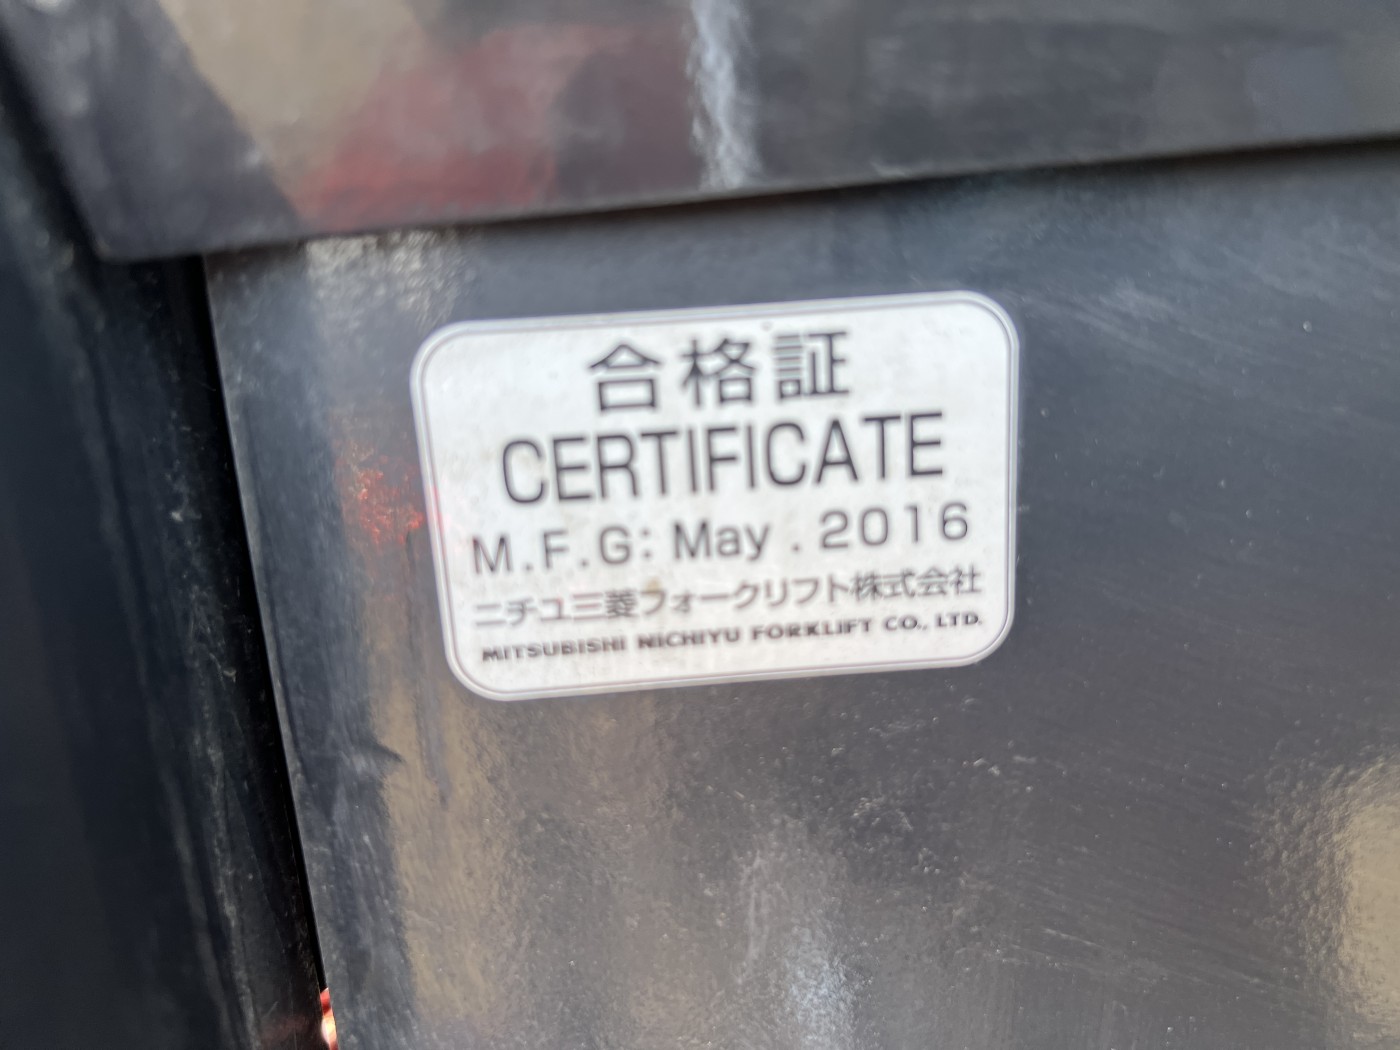 合格証
CERTIFICATE
M.F.G: May . 2016
ニチユ三菱フォークリフト株式会社
MITSUBISHI NICHIYU FORKLIFT CO., LTD.